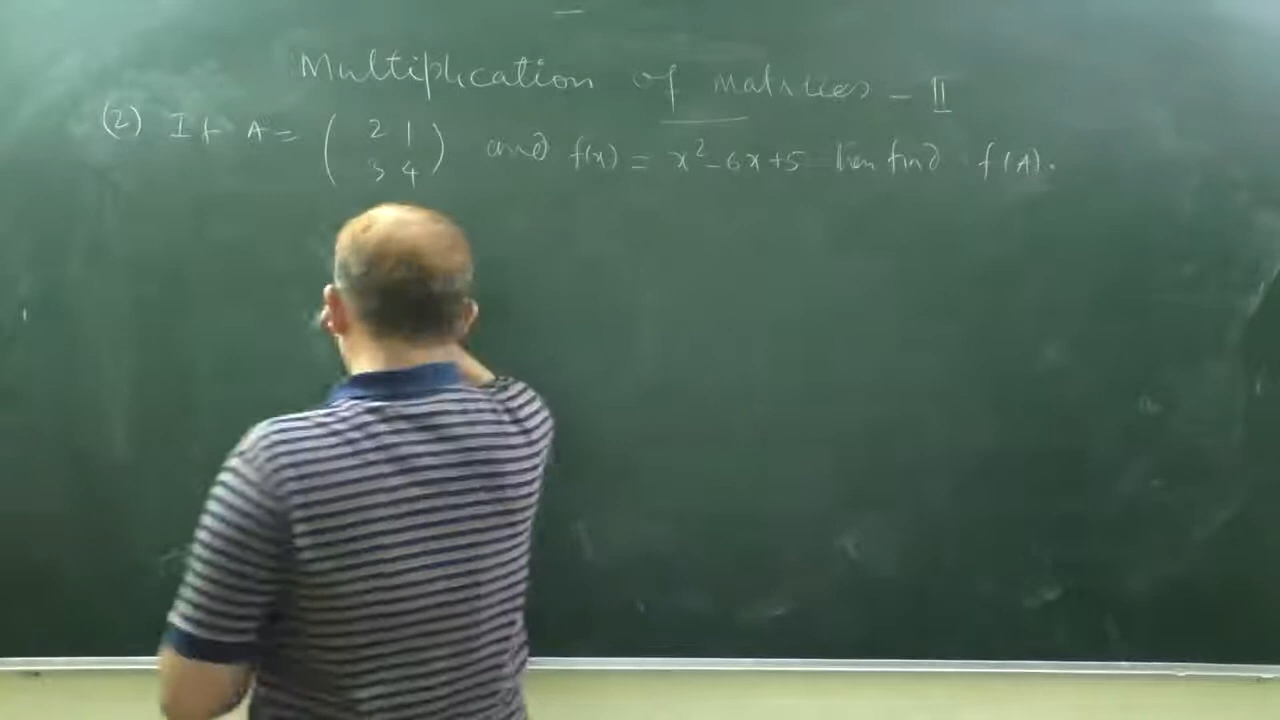 Multiplication of matrices - II
(2) If A = ( 2 1 and f(x) = x² - 6x + 5 then find f(A).
3 4 )